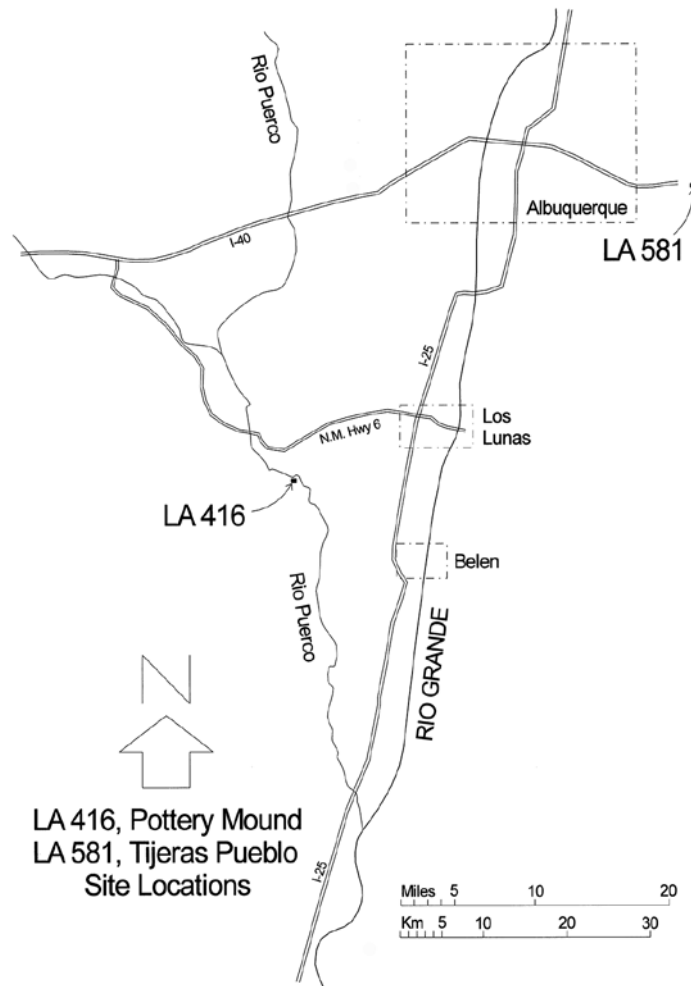 Rio Puerco
Albuquerque
LA 581
I-40
I-25
Los
Lunas
N.M. Hwy 6
LA 416
Belen
Rio Puerco
RIO GRANDE
N
LA 416, Pottery Mound
LA 581, Tijeras Pueblo
Site Locations
I-25
Miles 5 10 20
Km 5 10 20 30